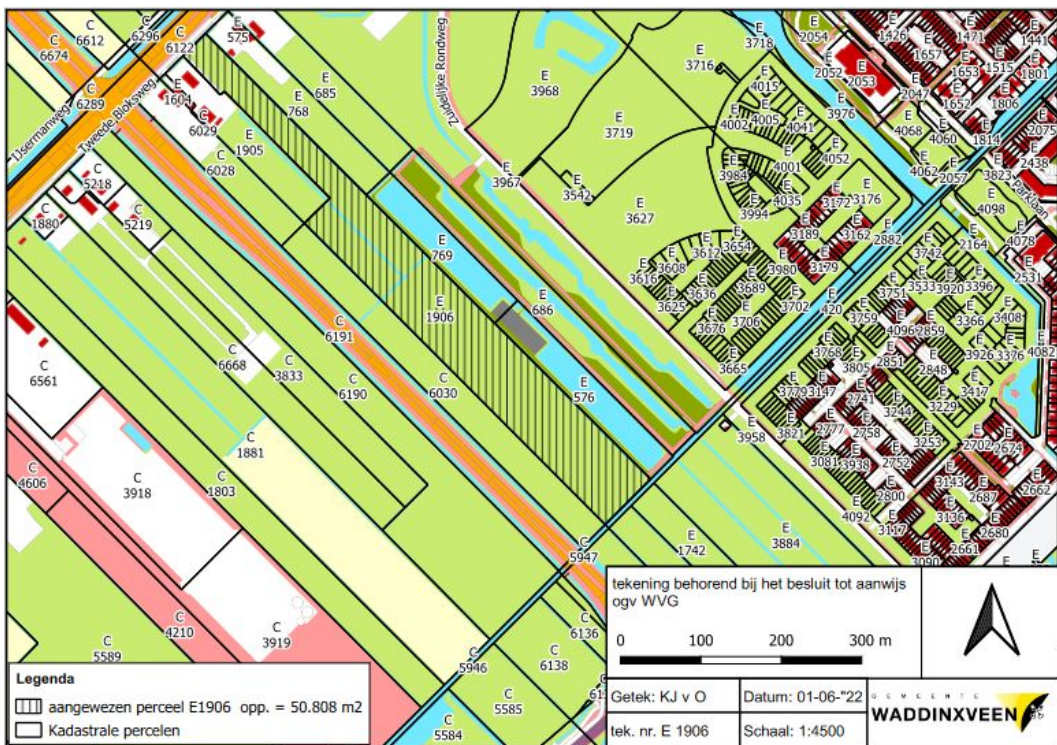 C
6674
E
6612
C
6122
C
6296
E
575
C
6289
E
1604
IJsermanweg
Tweede Bloksweg
C
6029
C
6028
E
1905
E
768
E
685
Zuidelijke Rondweg
E
3968
E
3716
E
3718
E
3719
E
3967
E
3542
E
3627
E
4015
E
4002
E
4005
E
4041
E
4052
E
4001
E
3984
E
4035
E
3994
E
3172
E
3176
E
3189
E
3162
E
2882
E
3179
E
3980
E
3654
E
3612
E
3608
E
3616
E
3636
E
3625
E
3689
E
3702
E
3706
E
3676
E
3665
E
420
E
2054
E
2052
E
2053
E
3976
E
1426
E
1657
E
1471
E
1441
E
1653
E
1515
E
1801
E
2047
E
1652
E
1806
E
2075
E
4068
E
4060
E
1814
E
2438
E
4062
E
2057
E
3823
Parklaan
E
4098
E
2164
E
4078
E
2531
E
3742
E
3533
E
3920
E
3396
E
3751
E
3759
E
4096
E
2859
E
3366
E
3408
E
3768
E
3805
E
2851
E
2848
E
3926
E
3376
E
4082
E
3779
E
3147
E
2741
E
3244
E
3229
E
3417
E
3821
E
2777
E
2758
E
3253
E
2702
E
2674
E
3081
E
3938
E
2752
E
3143
E
2687
E
2662
E
2800
E
3136
E
4092
E
3117
E
2680
E
2661
E
3090
E
3958
C
5218
C
1880
C
5219
E
769
E
1906
E
686
E
576
C
6191
C
6668
C
3833
C
6190
C
6030
C
6561
C
1881
C
4606
C
3918
C
1803
C
5947
E
1742
E
3884
C
4210
C
3919
C
5589
C
5946
C
6136
C
6138
C
5585
C
5584
tekening behorend bij het besluit tot aanwijs
ogv WVG
0 100 200 300 m
Legenda
aangewezen perceel E1906 opp. = 50.808 m2
Kadastrale percelen
Getek: KJ v O
Datum: 01-06-"22
tek. nr. E 1906
Schaal: 1:4500
GEMEENTE
WADDINXVEEN